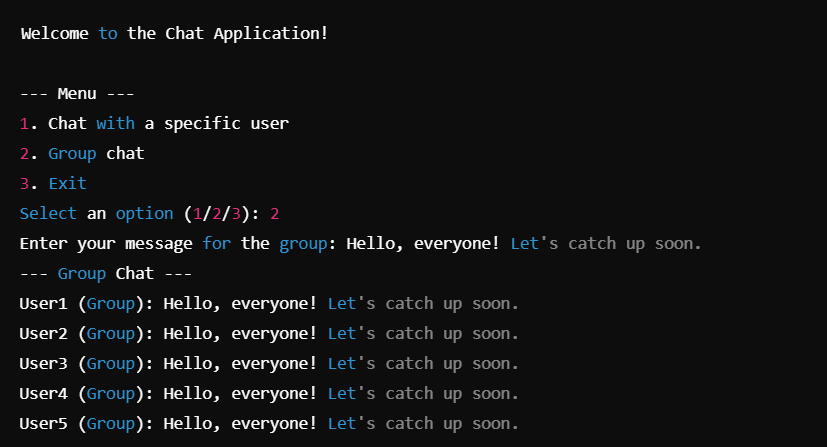 Welcome to the Chat Application!
--- Menu ---
1. Chat with a specific user
2. Group chat
3. Exit
Select an option (1/2/3): 2
Enter your message for the group: Hello, everyone! Let's catch up soon.
--- Group Chat ---
User1 (Group): Hello, everyone! Let's catch up soon.
User2 (Group): Hello, everyone! Let's catch up soon.
User3 (Group): Hello, everyone! Let's catch up soon.
User4 (Group): Hello, everyone! Let's catch up soon.
User5 (Group): Hello, everyone! Let's catch up soon.